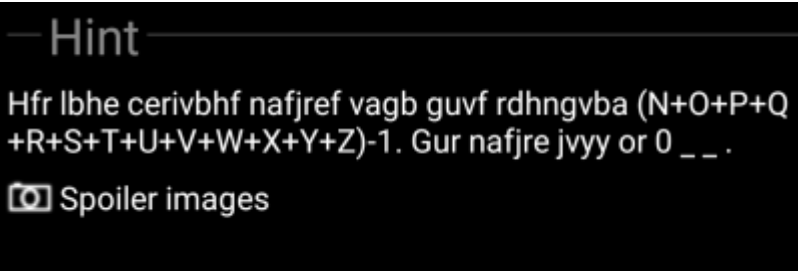 Hint
Hfr lbhe cerivbhf nafjref vagb guvf rdhngvba (N+O+P+Q
+R+S+T+U+V+W+X+Y+Z)-1. Gur nafjre jvyy or 0 _ _ .
Spoiler images